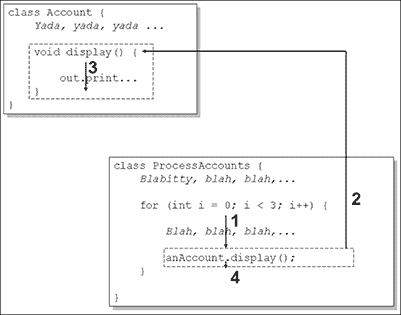 class Account {
Yada, yada, yada ...
void display() {
3
out.print...
}
}
class ProcessAccounts {
Blabitty, blah, blah,...
for (int i = 0; i < 3; i++) {
1
2
Blah, blah, blah,...
anAccount.display();
4
}
}